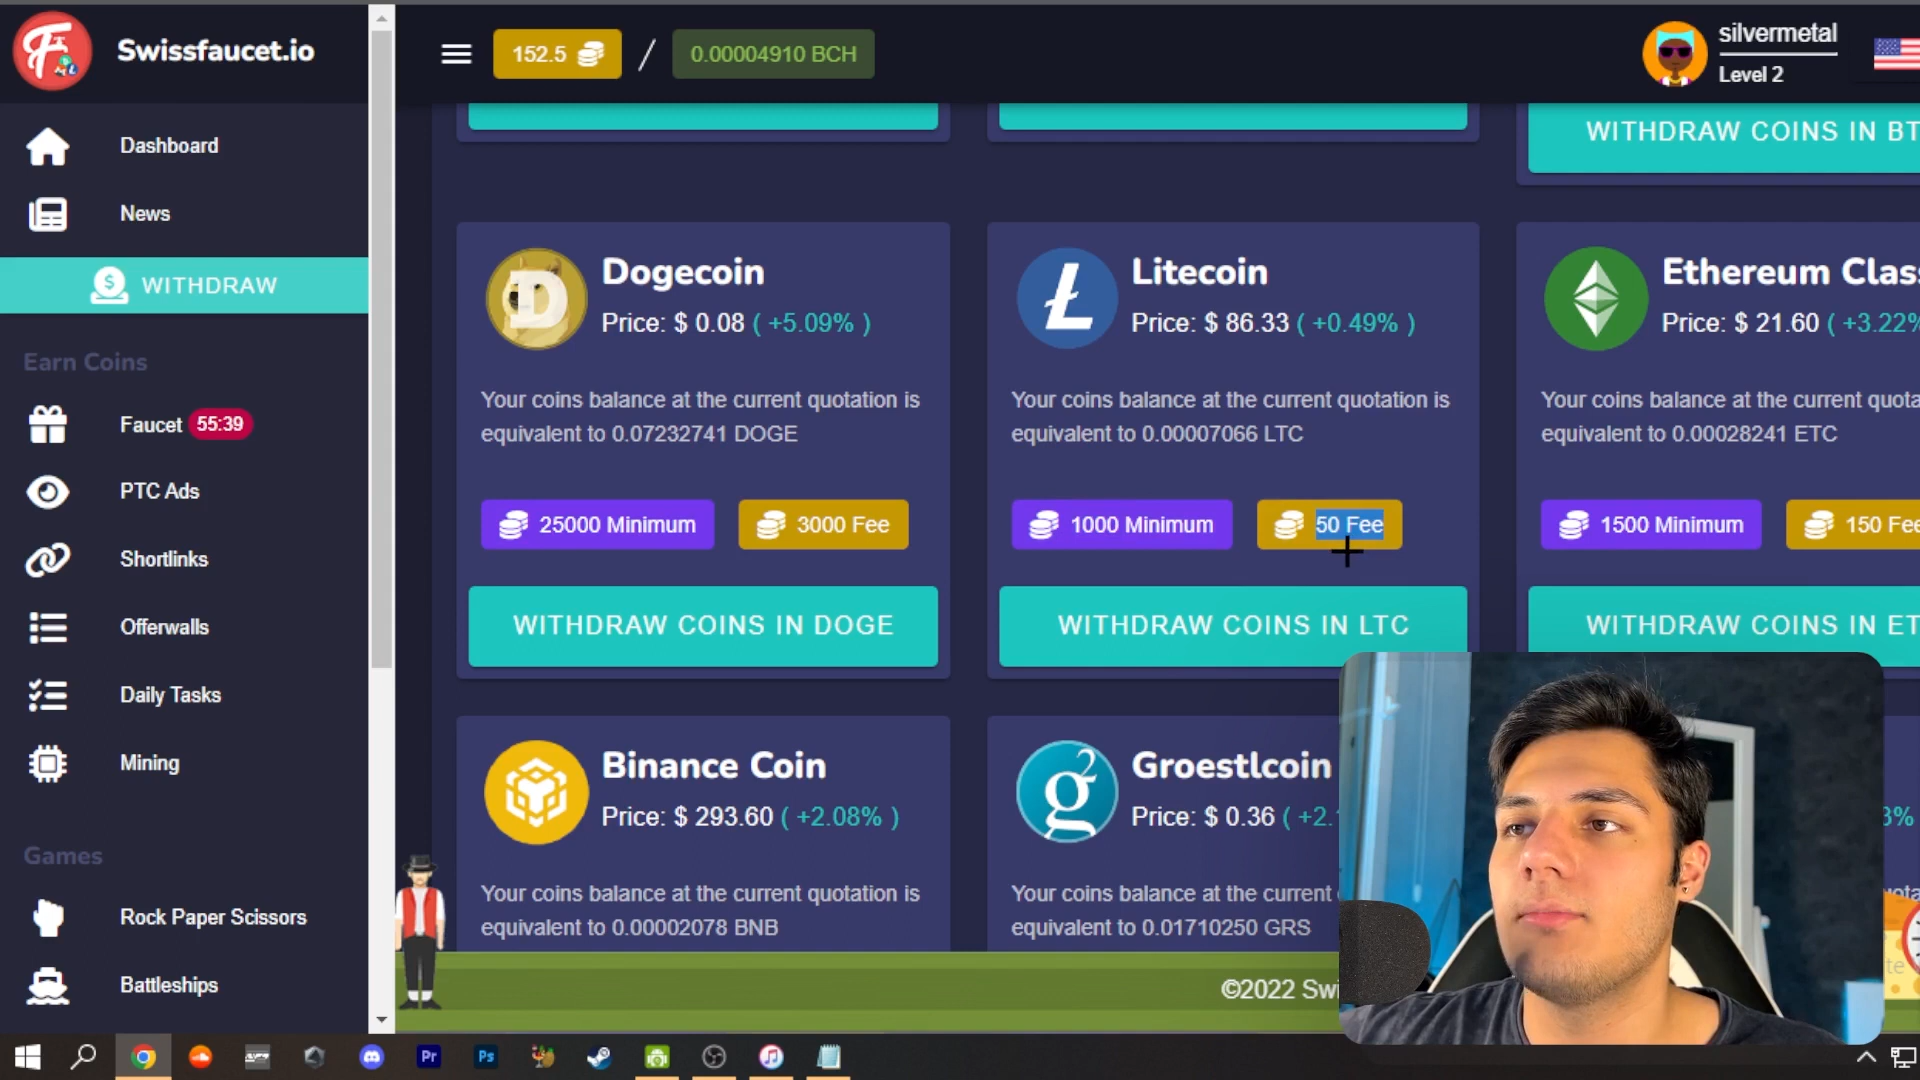 Swissfaucet.io
152.5
/
0.00004910 BCH
silvermetal
Level 2
Dashboard
News
WITHDRAW
Earn Coins
Faucet 55:39
PTC Ads
Shortlinks
Offerwalls
Daily Tasks
Mining
Games
Rock Paper Scissors
Battleships
WITHDRAW COINS IN BT
Dogecoin
Price: $ 0.08 ( +5.09% )
Your coins balance at the current quotation is
equivalent to 0.07232741 DOGE
25000 Minimum
3000 Fee
WITHDRAW COINS IN DOGE
Litecoin
Price: $ 86.33 ( +0.49% )
Your coins balance at the current quotation is
equivalent to 0.00007066 LTC
1000 Minimum
50 Fee
WITHDRAW COINS IN LTC
Ethereum Clas
Price: $ 21.60 ( +3.22%
Your coins balance at the current quota
equivalent to 0.00028241 ETC
1500 Minimum
150 Fee
WITHDRAW COINS IN ET
Binance Coin
Price: $ 293.60 ( +2.08% )
Your coins balance at the current quotation is
equivalent to 0.00002078 BNB
Groestlcoin
Price: $ 0.36 ( +2.
Your coins balance at the current
equivalent to 0.01710250 GRS
©2022 Swi
Pr
Ps